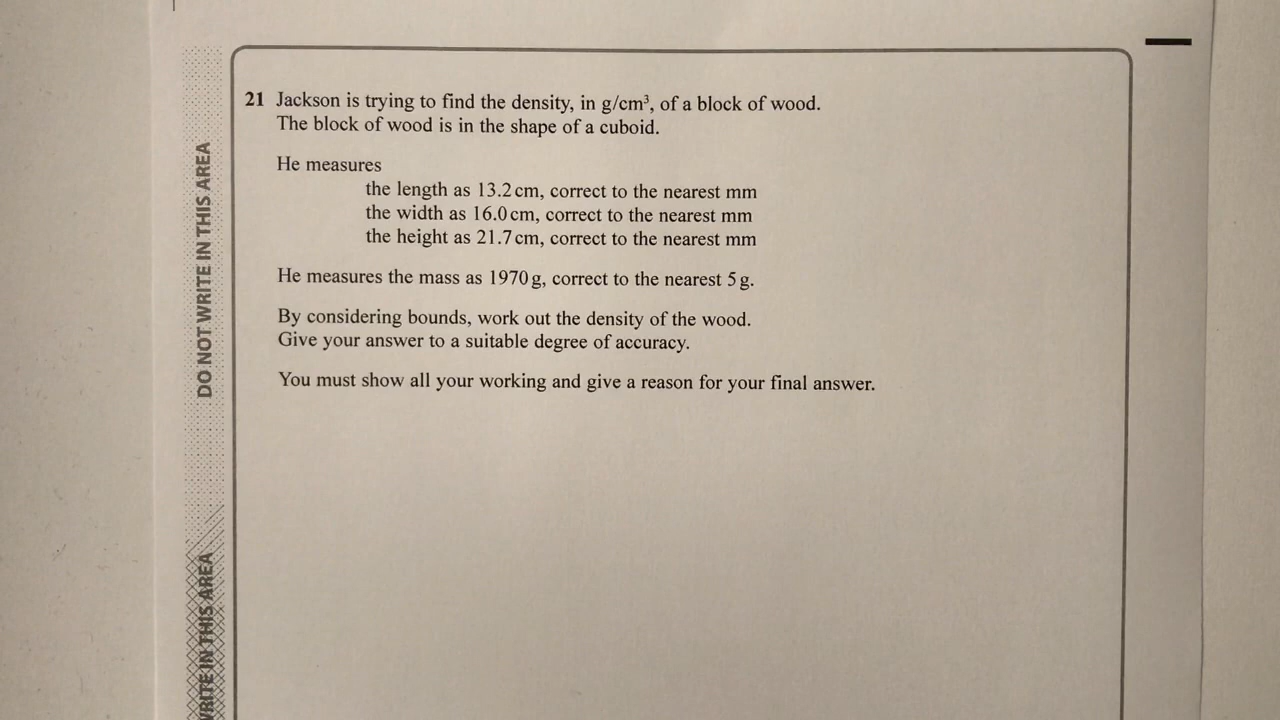 21 Jackson is trying to find the density, in g/cm³, of a block of wood.
The block of wood is in the shape of a cuboid.
He measures
the length as 13.2 cm, correct to the nearest mm
the width as 16.0 cm, correct to the nearest mm
the height as 21.7 cm, correct to the nearest mm
He measures the mass as 1970 g, correct to the nearest 5 g.
By considering bounds, work out the density of the wood.
Give your answer to a suitable degree of accuracy.
You must show all your working and give a reason for your final answer.
DO NOT WRITE IN THIS AREA
WRITE IN THIS AREA